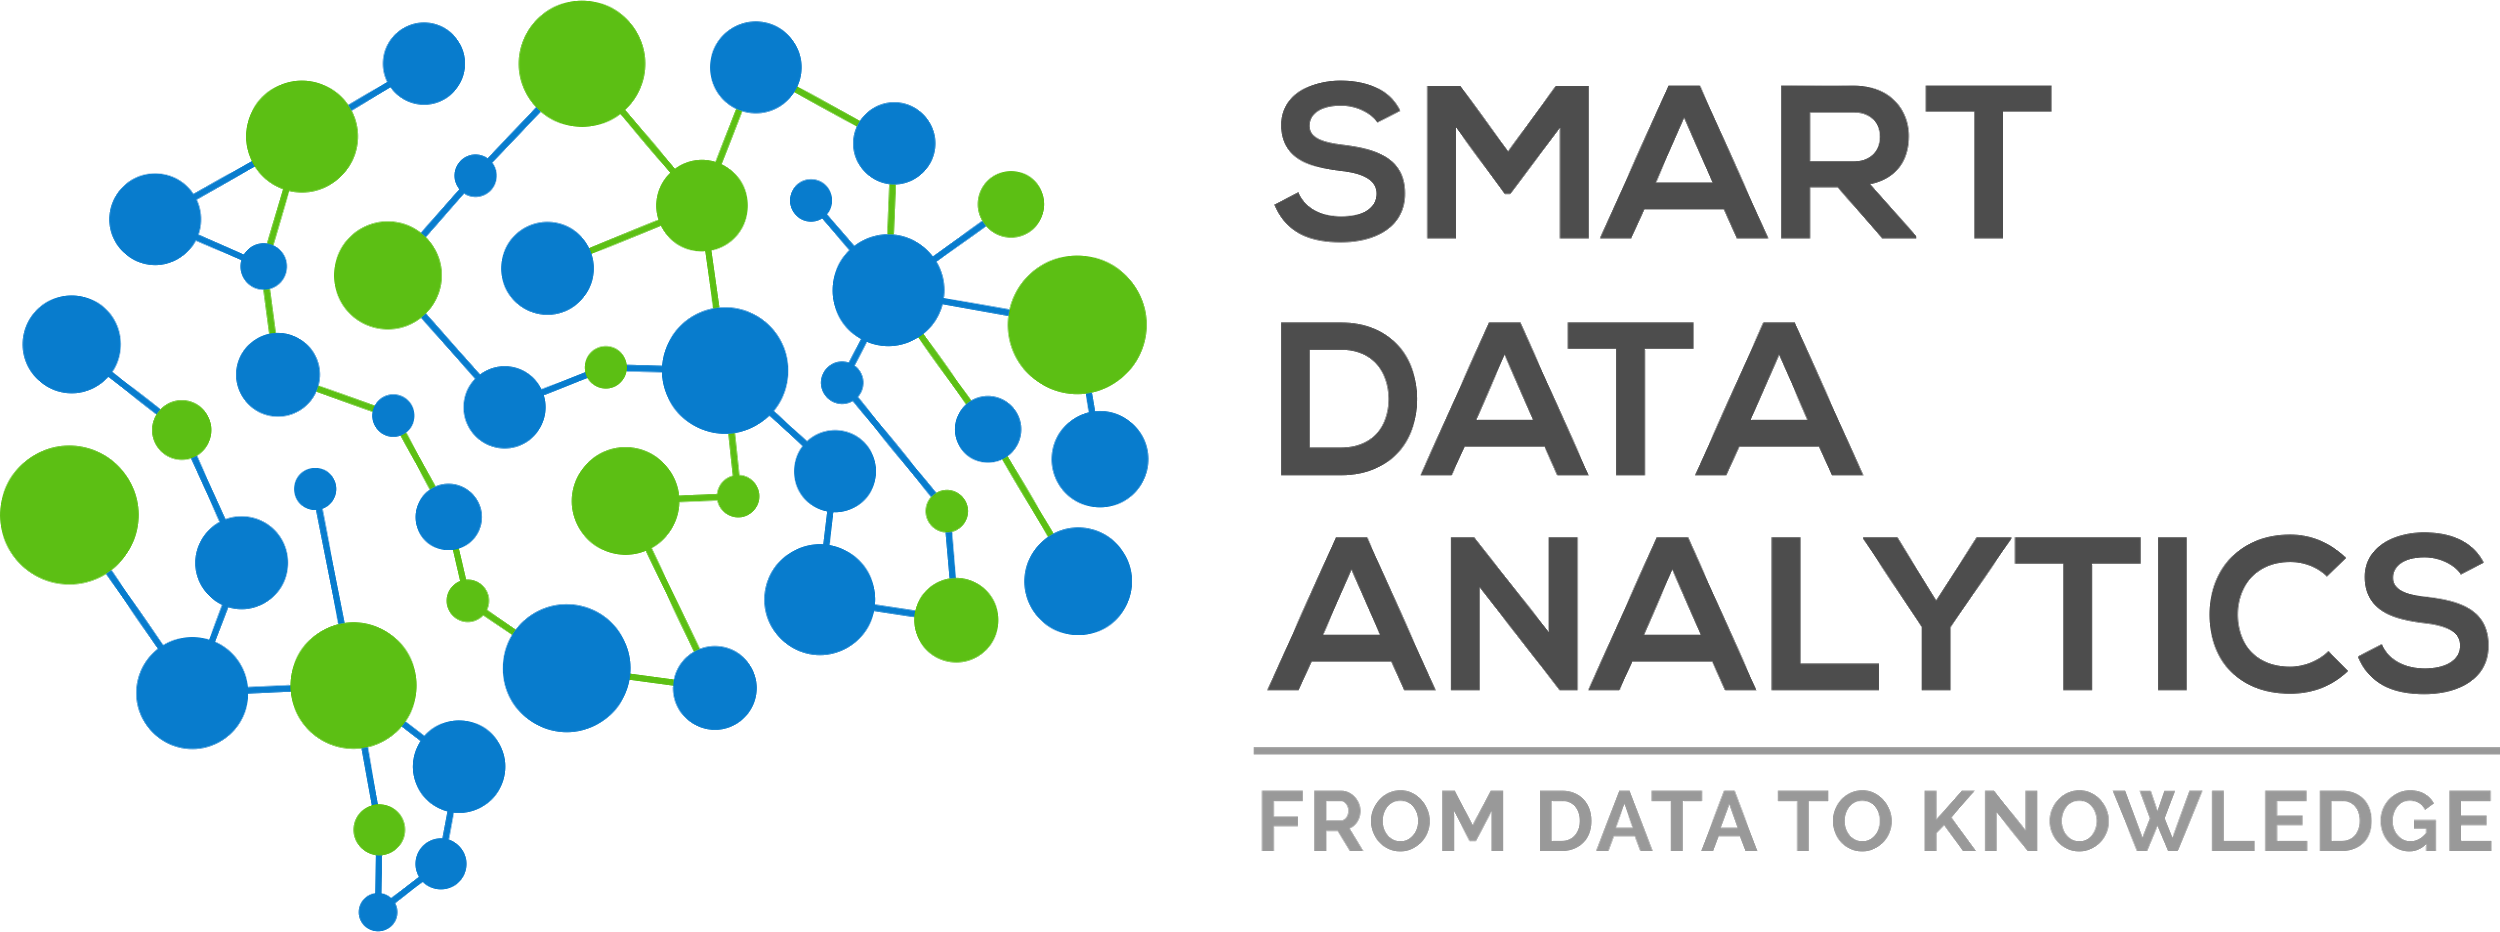 SMART
DATA
ANALYTICS
FROM DATA TO KNOWLEDGE